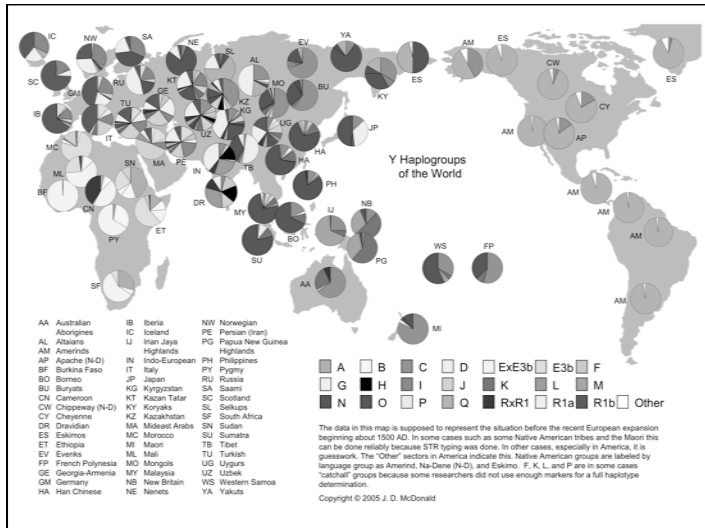 IC
NW
SA
NE
SL
EV
YA
ES
AM
ES
ES
SC
GM
RU
KT
GE
AL
MO
BU
KY
CW
CY
IB
TU
KZ
KG
UG
HA
JP
AM
AP
IT
UZ
MC
MA
PE
IN
TB
HA
Y Haplogroups
of the World
ML
SN
BF
CN
DR
PH
AM
AM
AM
PY
ET
MY
IJ
NB
SU
BO
PG
WS
FP
SF
AA
MI
AM
AA Australian Aborigines
AL Altaians
AM Amerinds
AP Apache (N-D)
BF Burkina Faso
BO Borneo
BU Buryats
CN Cameroon
CW Chippeway (N-D)
CY Cheyenne
DR Dravidian
ES Eskimos
ET Ethiopia
EV Evenks
FP French Polynesia
GE Georgia-Armenia
GM Germany
HA Han Chinese
IB Iberia
IC Iceland
IJ Irian Jaya Highlands
IN Indo-European
IT Italy
JP Japan
KG Kyrgyzstan
KT Kazan Tatar
KY Koryaks
KZ Kazakhstan
MA Mideast Arabs
MC Morocco
MI Maori
ML Mali
MO Mongols
MY Malaysia
NB New Britain
NE Nenets
NW Norwegian
PE Persian (Iran)
PG Papua New Guinea Highlands
PH Philippines
PY Pygmy
RU Russia
SA Saami
SC Scotland
SL Selkups
SF South Africa
SN Sudan
SU Sumatra
TB Tibet
TU Turkish
UG Uygurs
UZ Uzbek
WS Western Samoa
YA Yakuts
A B C D ExE3b E3b F
G H I J K L M
N O P Q RxR1 R1a R1b Other
The data in this map is supposed to represent the situation before the recent European expansion
beginning about 1500 AD. In some cases such as some Native American tribes and the Maori this
can be done reliably because STR typing was done. In other cases, especially in America, it is
guesswork. The "Other" sectors in America indicate this. Native American groups are labeled by
language group as Amerind, Na-Dene (N-D), and Eskimo. F, K, L, and P are in some cases
"catchall" groups because some researchers did not use enough markers for a full haplotype
determination.
Copyright © 2005 J. D. McDonald